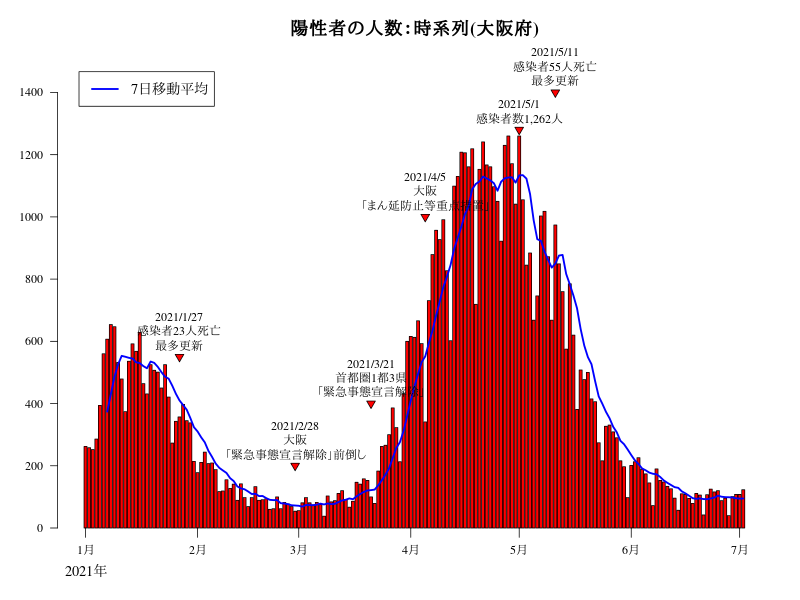 陽性者の人数：時系列(大阪府)
7日移動平均
2021/5/11
感染者55人死亡
最多更新
2021/5/1
感染者数1,262人
2021/4/5
大阪
「まん延防止等重点措置」
2021/1/27
感染者23人死亡
最多更新
2021/3/21
首都圏1都3県
「緊急事態宣言解除」
2021/2/28
大阪
「緊急事態宣言解除」前倒し
1400
1200
1000
800
600
400
200
0
1月 2月 3月 4月 5月 6月 7月
2021年